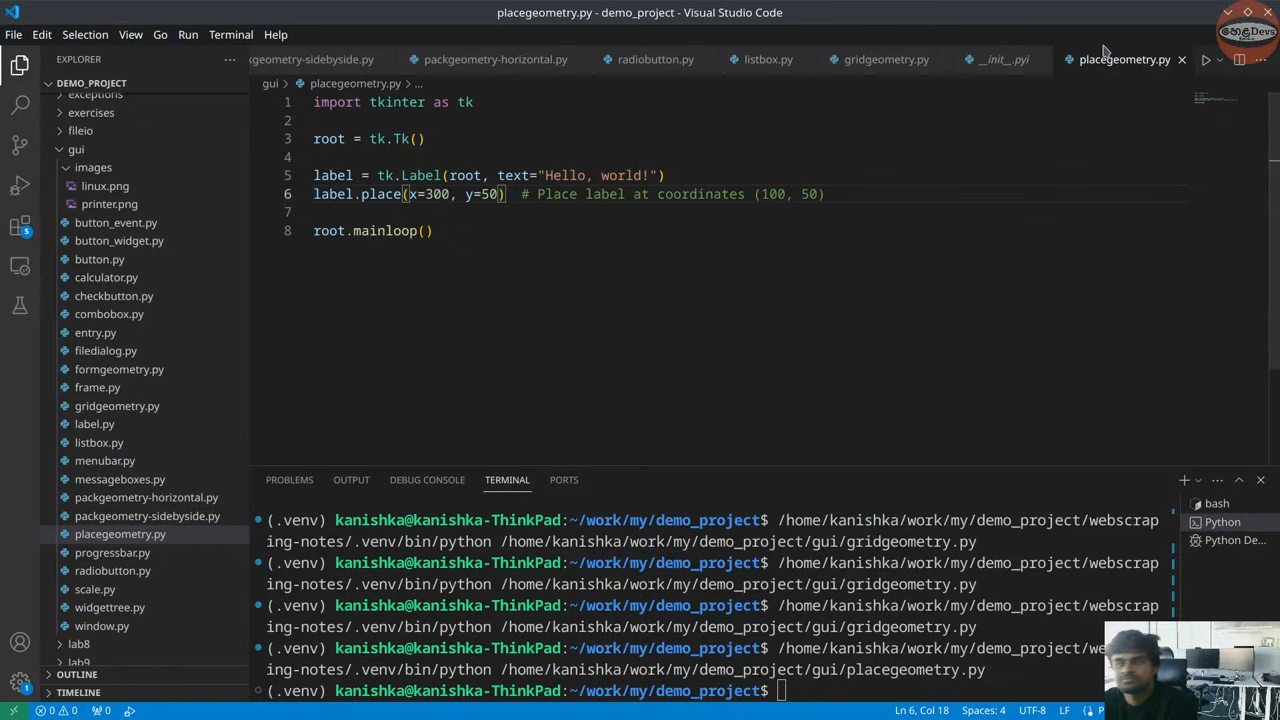 placegeometry.py - demo_project - Visual Studio Code
හෙළDevs
File Edit Selection View Go Run Terminal Help
EXPLORER
kgeometry-sidebyside.py packgeometry-horizontal.py radiobutton.py listbox.py gridgeometry.py __init__.pyi placegeometry.py
DEMO_PROJECT
gui > placegeometry.py > ...
exceptions
exercises
fileio
gui
images
linux.png
printer.png
button_event.py
button_widget.py
button.py
calculator.py
checkbutton.py
combobox.py
entry.py
filedialog.py
formgeometry.py
frame.py
gridgeometry.py
label.py
listbox.py
menubar.py
messageboxes.py
packgeometry-horizontal.py
packgeometry-sidebyside.py
placegeometry.py
progressbar.py
radiobutton.py
scale.py
widgettree.py
window.py
lab8
lab9
OUTLINE
TIMELINE
5
1
1 import tkinter as tk
2
3 root = tk.Tk()
4
5 label = tk.Label(root, text="Hello, world!")
6 label.place(x=300, y=50) # Place label at coordinates (100, 50)
7
8 root.mainloop()
PROBLEMS OUTPUT DEBUG CONSOLE TERMINAL PORTS
(.venv) kanishka@kanishka-ThinkPad:~/work/my/demo_project$ /home/kanishka/work/my/demo_project/webscrap
ing-notes/.venv/bin/python /home/kanishka/work/my/demo_project/gui/gridgeometry.py
(.venv) kanishka@kanishka-ThinkPad:~/work/my/demo_project$ /home/kanishka/work/my/demo_project/webscrap
ing-notes/.venv/bin/python /home/kanishka/work/my/demo_project/gui/gridgeometry.py
(.venv) kanishka@kanishka-ThinkPad:~/work/my/demo_project$ /home/kanishka/work/my/demo_project/webscrap
ing-notes/.venv/bin/python /home/kanishka/work/my/demo_project/gui/gridgeometry.py
(.venv) kanishka@kanishka-ThinkPad:~/work/my/demo_project$ /home/kanishka/work/my/demo_project/we
ing-notes/.venv/bin/python /home/kanishka/work/my/demo_project/gui/placegeometry.py
(.venv) kanishka@kanishka-ThinkPad:~/work/my/demo_project$
bash
Python
Python De...
0 0 0 Ln 6, Col 18 Spaces: 4 UTF-8 LF P